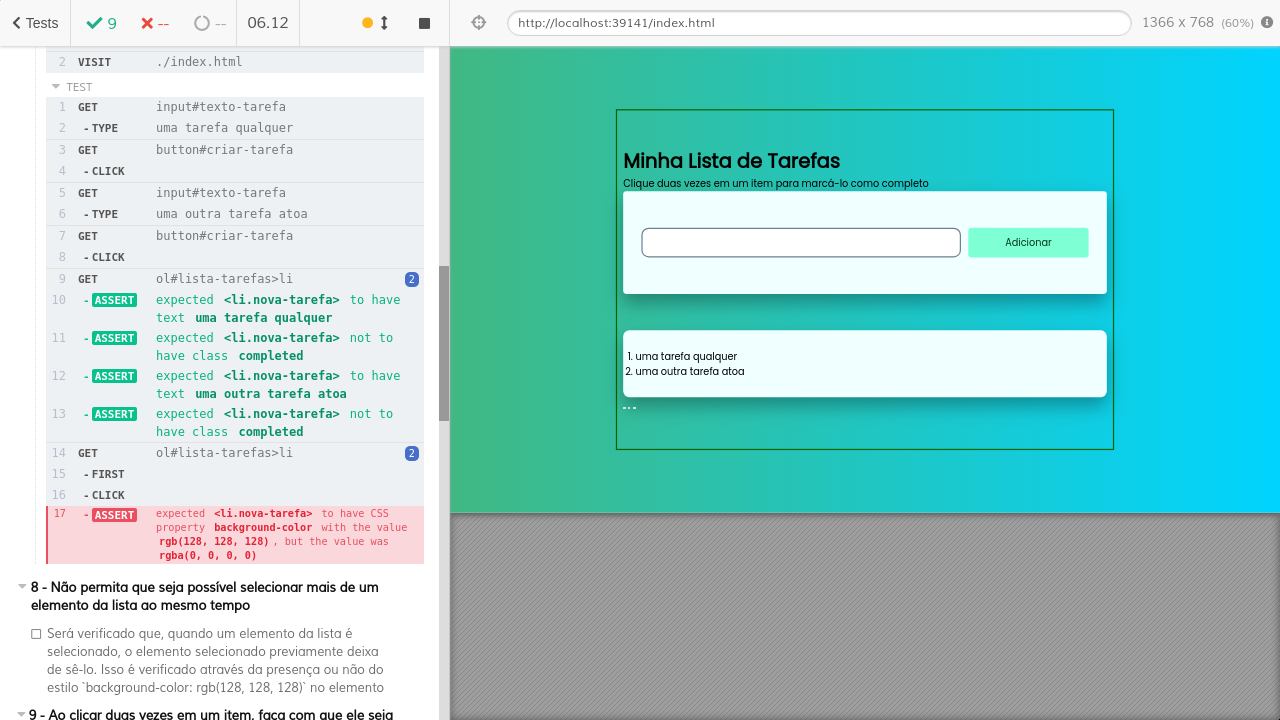 Tests 9 -- -- 06.12
http://localhost:39141/index.html 1366 x 768 (60%)
2 VISIT ./index.html
TEST
1 GET input#texto-tarefa
2 - TYPE uma tarefa qualquer
3 GET button#criar-tarefa
4 - CLICK
5 GET input#texto-tarefa
6 - TYPE uma outra tarefa atoa
7 GET button#criar-tarefa
8 - CLICK
9 GET ol#lista-tarefas>li 2
10 - ASSERT expected <li.nova-tarefa> to have
text uma tarefa qualquer
11 - ASSERT expected <li.nova-tarefa> not to
have class completed
12 - ASSERT expected <li.nova-tarefa> to have
text uma outra tarefa atoa
13 - ASSERT expected <li.nova-tarefa> not to
have class completed
14 GET ol#lista-tarefas>li 2
15 - FIRST
16 - CLICK
17 - ASSERT expected <li.nova-tarefa> to have CSS
property background-color with the value
rgb(128, 128, 128) , but the value was
rgba(0, 0, 0, 0)
8 - Não permita que seja possível selecionar mais de um
elemento da lista ao mesmo tempo
Será verificado que, quando um elemento da lista é
selecionado, o elemento selecionado previamente deixa
de sê-lo. Isso é verificado através da presença ou não do
estilo `background-color: rgb(128, 128, 128)` no elemento
9 - Ao clicar duas vezes em um item, faça com que ele seja
Minha Lista de Tarefas
Clique duas vezes em um item para marcá-lo como completo
Adicionar
1. uma tarefa qualquer
2. uma outra tarefa atoa
...